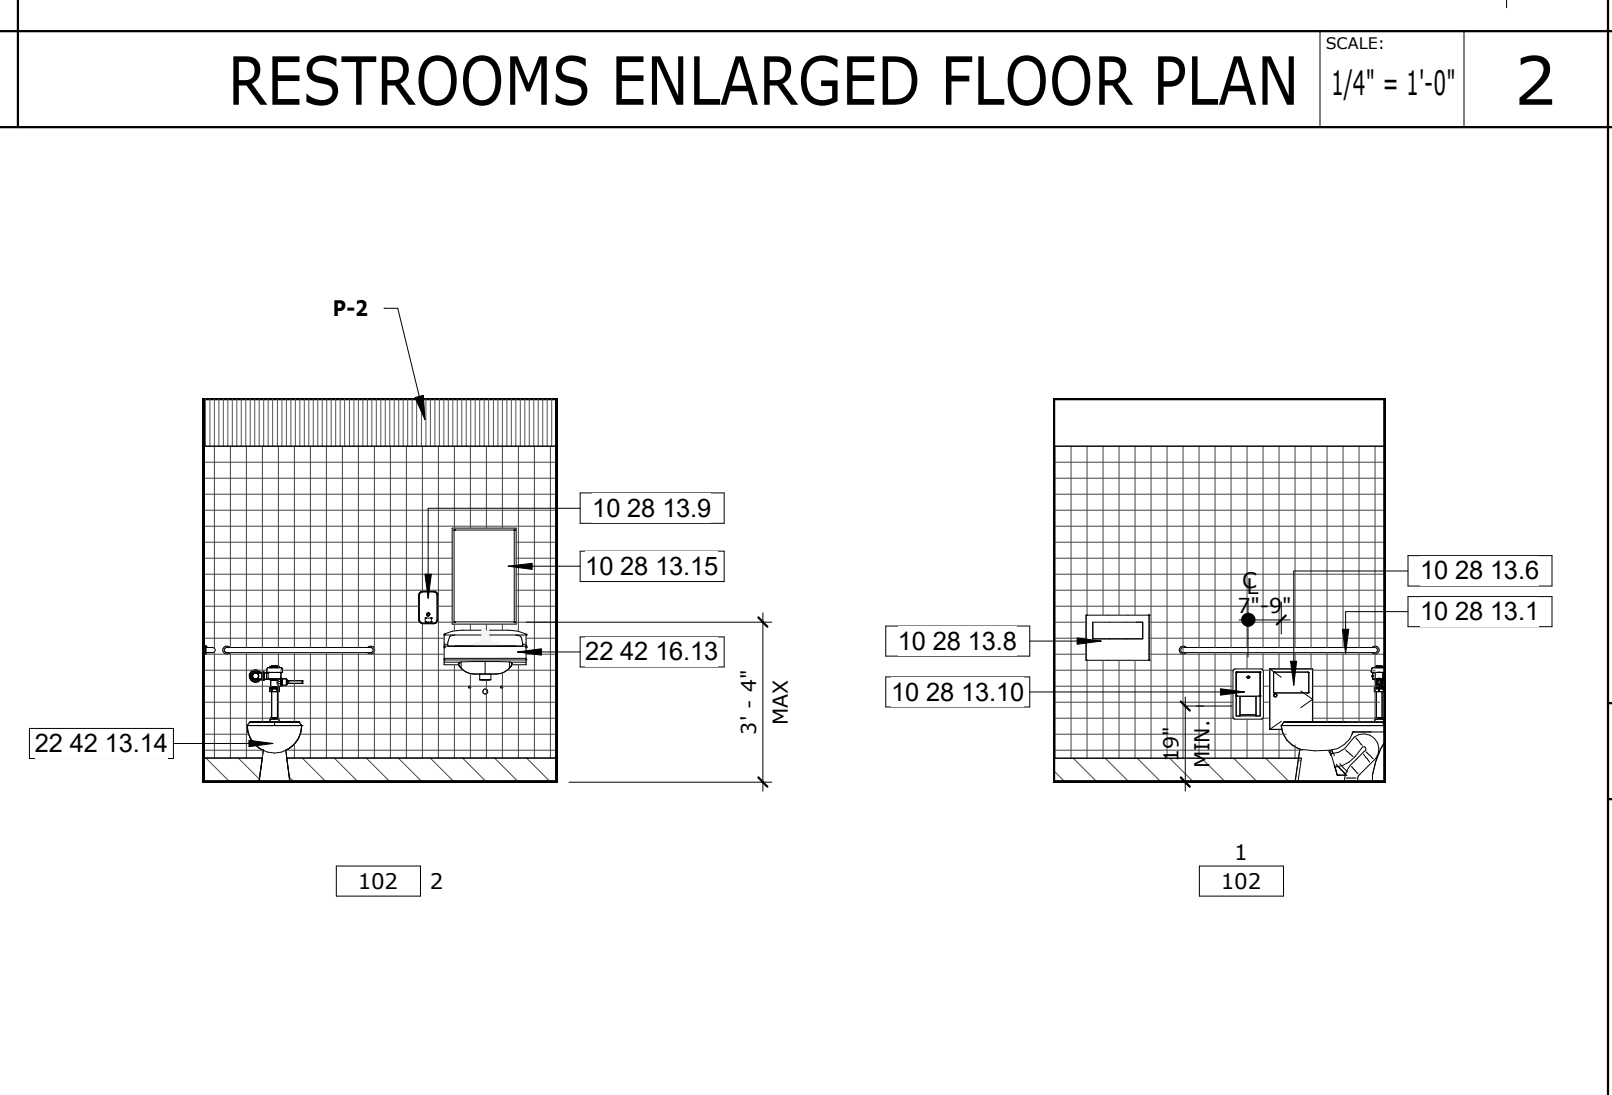 RESTROOMS ENLARGED FLOOR PLAN
SCALE:
1/4" = 1'-0"
2
P-2
10 28 13.9
10 28 13.15
22 42 16.13
22 42 13.14
3' - 4"
MAX
102
2
10 28 13.6
10 28 13.1
10 28 13.8
10 28 13.10
CL
7"-9"
19"
MIN.
1
102